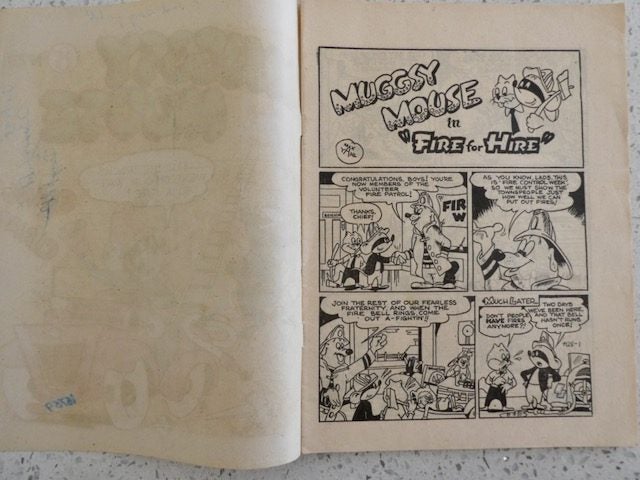 MUGGSY
MOUSE
in
"FIRE for HIRE"
CONGRATULATIONS, BOYS! YOU'RE
NOW MEMBERS OF THE
VOLUNTEER
FIRE PATROL!
THANKS,
CHIEF!
FIR
W
AS YOU KNOW, LADS, THIS
IS "FIRE CONTROL WEEK"
SO WE MUST SHOW THE
TOWNSPEOPLE JUST
HOW WELL WE CAN
PUT OUT FIRES!
JOIN THE REST OF OUR FEARLESS
FRATERNITY, AND WHEN THE
FIRE BELL RINGS, COME
OUT A-FIGHTIN'!!
MUCH LATER
DON'T PEOPLE
HAVE FIRES
ANYMORE?!
TWO DAYS
WE'VE BEEN HERE,
AND THAT BELL
HASN'T RUNG
ONCE!